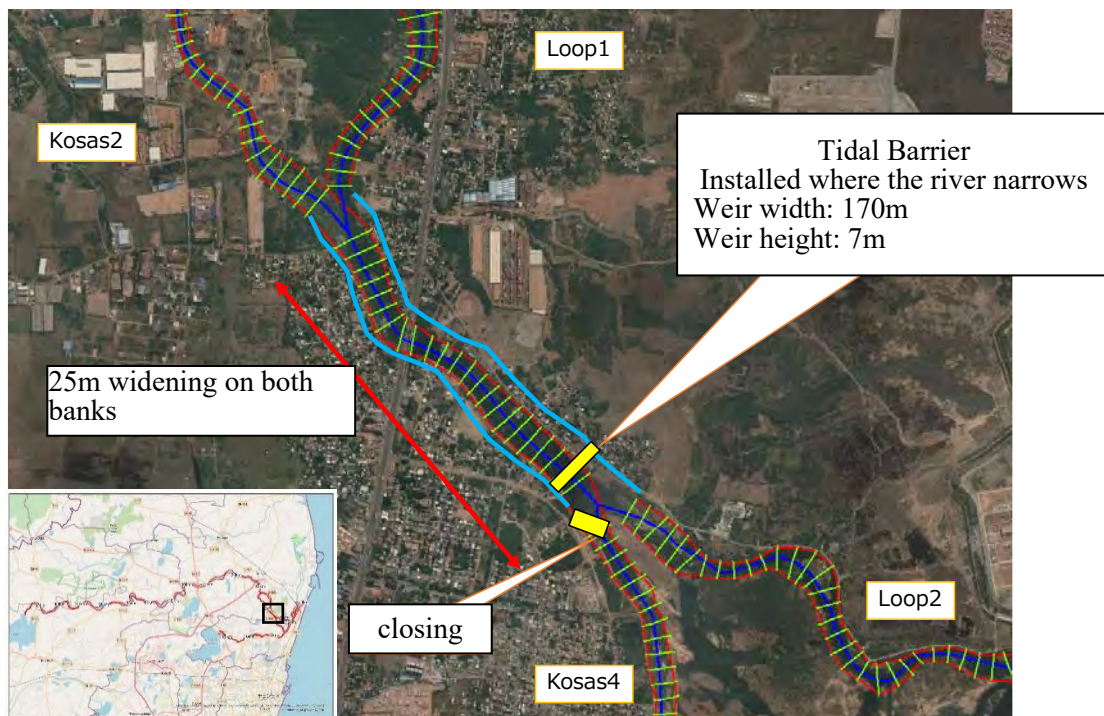 Loop1
Kosas2
Tidal Barrier
Installed where the river narrows
Weir width: 170m
Weir height: 7m
25m widening on both
banks
closing
Loop2
Kosas4